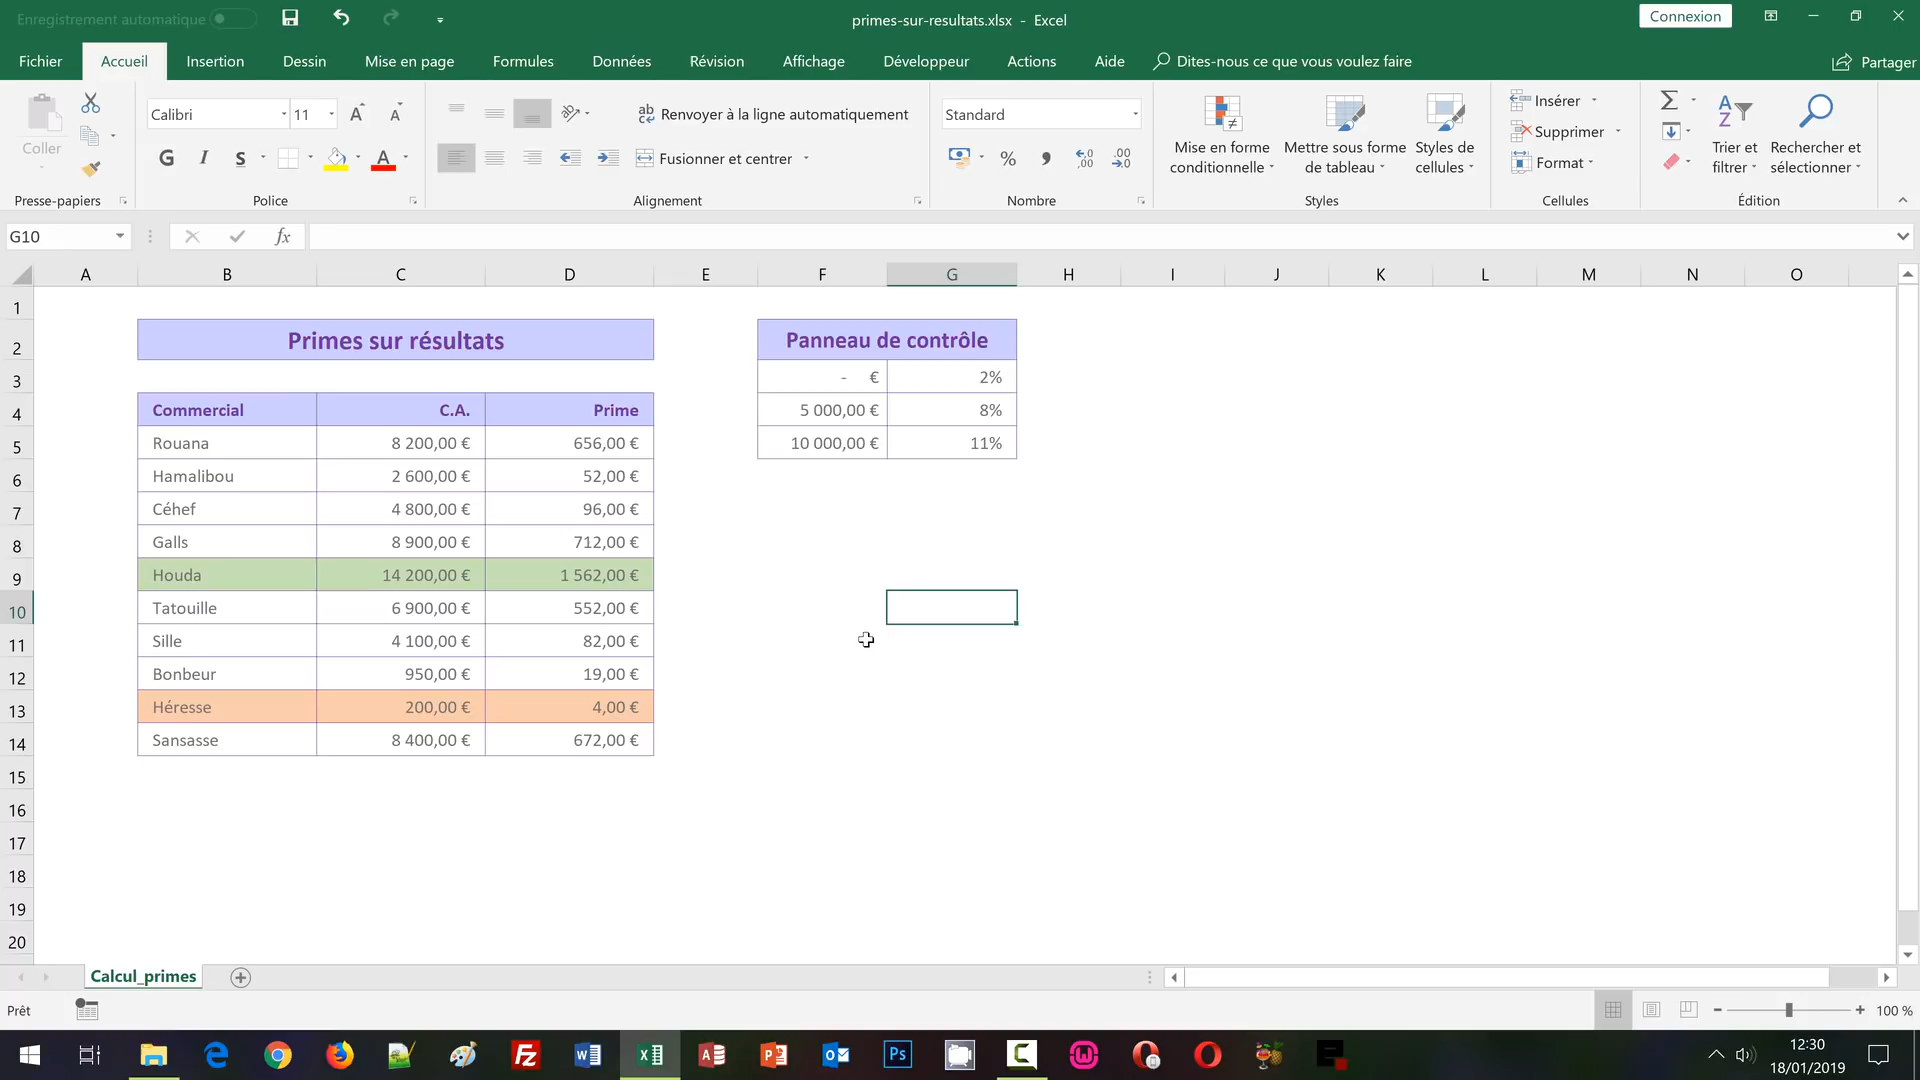 Enregistrement automatique
primes-sur-resultats.xlsx - Excel
Connexion
Fichier Accueil Insertion Dessin Mise en page Formules Données Révision Affichage Développeur Actions Aide Dites-nous ce que vous voulez faire Partager
Coller
Presse-papiers
Calibri 11
G I S A
Police
Renvoyer à la ligne automatiquement
Fusionner et centrer
Alignement
Standard
Nombre
Mise en forme
conditionnelle
Mettre sous forme
de tableau
Styles de
cellules
Styles
Insérer
Supprimer
Format
Cellules
Trier et
filtrer
Rechercher et
sélectionner
Édition
G10 fx
A B C D E F G H I J K L M N O
1
2 Primes sur résultats Panneau de contrôle
3 - € 2%
4 Commercial C.A. Prime 5 000,00 € 8%
5 Rouana 8 200,00 € 656,00 € 10 000,00 € 11%
6 Hamalibou 2 600,00 € 52,00 €
7 Céhef 4 800,00 € 96,00 €
8 Galls 8 900,00 € 712,00 €
9 Houda 14 200,00 € 1 562,00 €
10 Tatouille 6 900,00 € 552,00 €
11 Sille 4 100,00 € 82,00 €
12 Bonbeur 950,00 € 19,00 €
13 Héresse 200,00 € 4,00 €
14 Sansasse 8 400,00 € 672,00 €
15
16
17
18
19
20
Calcul_primes
Prêt
100 %
12:30
18/01/2019